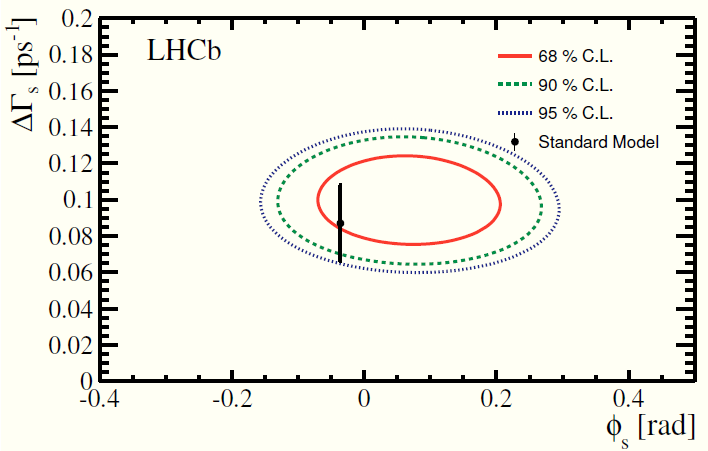 ΔΓs [ps-1]
LHCb
68 % C.L.
90 % C.L.
95 % C.L.
Standard Model
0.2
0.18
0.16
0.14
0.12
0.1
0.08
0.06
0.04
0.02
0
-0.4 -0.2 0 0.2 0.4
ϕs [rad]